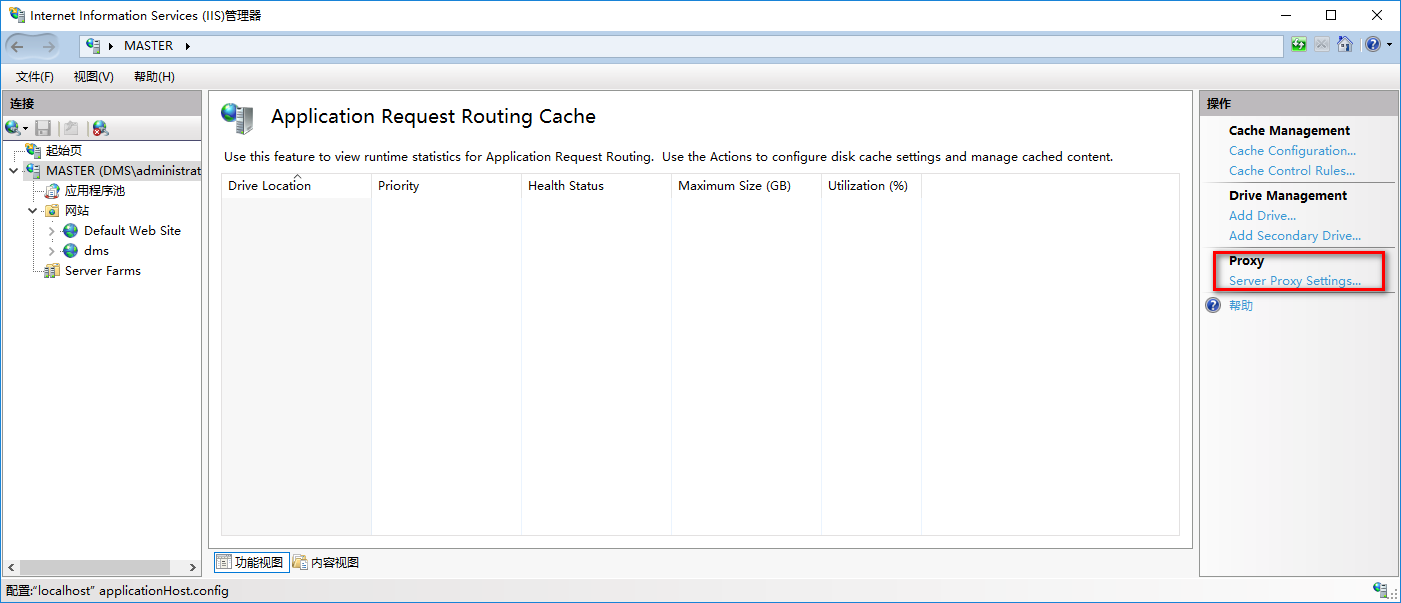 Internet Information Services (IIS)管理器
MASTER
文件(F) 视图(V) 帮助(H)
连接
起始页
MASTER (DMS\administrat
应用程序池
网站
Default Web Site
dms
Server Farms
Application Request Routing Cache
Use this feature to view runtime statistics for Application Request Routing. Use the Actions to configure disk cache settings and manage cached content.
Drive Location Priority Health Status Maximum Size (GB) Utilization (%)
功能视图 内容视图
操作
Cache Management
Cache Configuration...
Cache Control Rules...
Drive Management
Add Drive...
Add Secondary Drive...
Proxy
Server Proxy Settings...
帮助
配置:"localhost" applicationHost.config